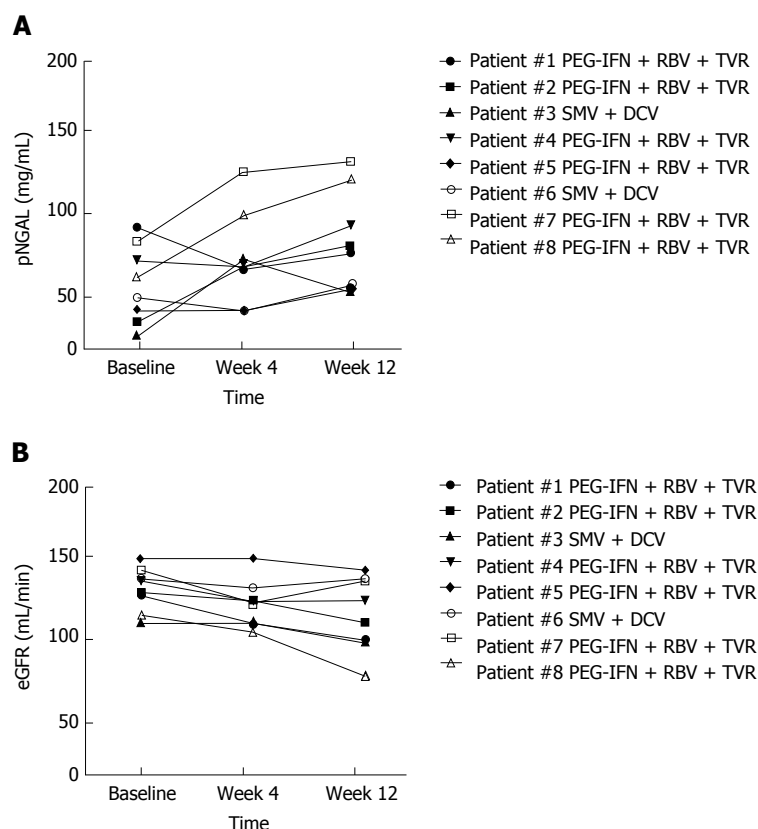 A
200
150
100
50
0
pNGAL (mg/mL)
Baseline Week 4 Week 12
Time
Patient #1 PEG-IFN + RBV + TVR
Patient #2 PEG-IFN + RBV + TVR
Patient #3 SMV + DCV
Patient #4 PEG-IFN + RBV + TVR
Patient #5 PEG-IFN + RBV + TVR
Patient #6 SMV + DCV
Patient #7 PEG-IFN + RBV + TVR
Patient #8 PEG-IFN + RBV + TVR
B
200
150
100
50
0
eGFR (mL/min)
Baseline Week 4 Week 12
Time
Patient #1 PEG-IFN + RBV + TVR
Patient #2 PEG-IFN + RBV + TVR
Patient #3 SMV + DCV
Patient #4 PEG-IFN + RBV + TVR
Patient #5 PEG-IFN + RBV + TVR
Patient #6 SMV + DCV
Patient #7 PEG-IFN + RBV + TVR
Patient #8 PEG-IFN + RBV + TVR